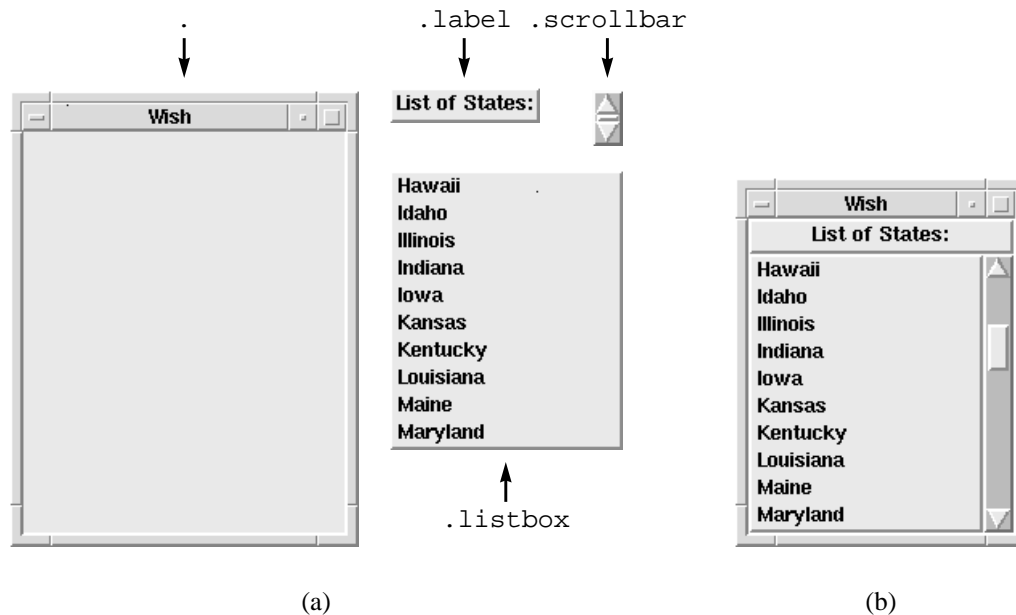 .
.label .scrollbar
Wish
List of States:
Hawaii
Idaho
Illinois
Indiana
Iowa
Kansas
Kentucky
Louisiana
Maine
Maryland
.listbox
Wish
List of States:
Hawaii
Idaho
Illinois
Indiana
Iowa
Kansas
Kentucky
Louisiana
Maine
Maryland
(a)
(b)